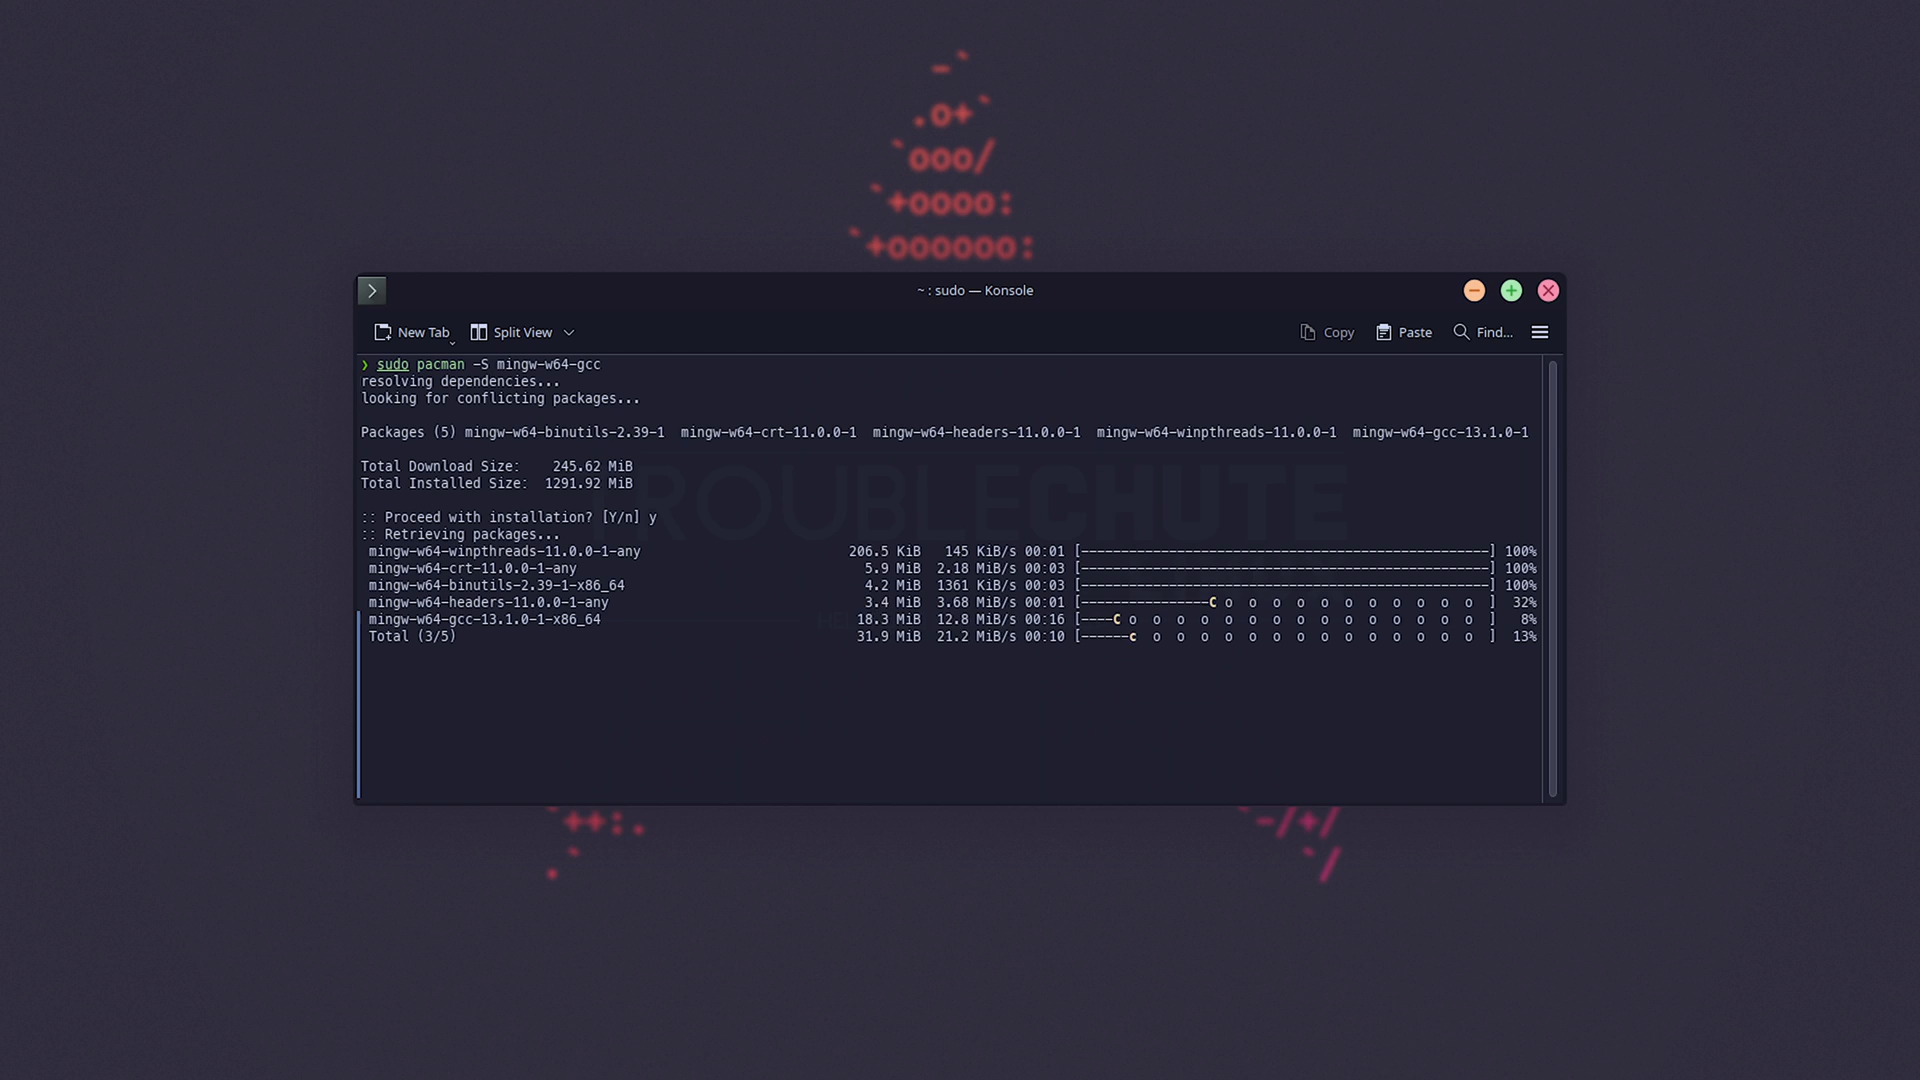 -`
.o+`
`ooo/
`+oooo:
`+oooooo:
~ : sudo — Konsole
New Tab Split View Copy Paste Find...
❯ sudo pacman -S mingw-w64-gcc
resolving dependencies...
looking for conflicting packages...
Packages (5) mingw-w64-binutils-2.39-1  mingw-w64-crt-11.0.0-1  mingw-w64-headers-11.0.0-1  mingw-w64-winpthreads-11.0.0-1  mingw-w64-gcc-13.1.0-1
Total Download Size:    245.62 MiB
Total Installed Size:  1291.92 MiB
TROUBLECHUTE
:: Proceed with installation? [Y/n] y
:: Retrieving packages...
mingw-w64-winpthreads-11.0.0-1-any 206.5 KiB 145 KiB/s 00:01 [---------------------------------------------------] 100%
mingw-w64-crt-11.0.0-1-any 5.9 MiB 2.18 MiB/s 00:03 [---------------------------------------------------] 100%
mingw-w64-binutils-2.39-1-x86_64 4.2 MiB 1361 KiB/s 00:03 [---------------------------------------------------] 100%
mingw-w64-headers-11.0.0-1-any 3.4 MiB 3.68 MiB/s 00:01 [----------------C o  o  o  o  o  o  o  o  o  o  o  ] 32%
mingw-w64-gcc-13.1.0-1-x86_64 18.3 MiB 12.8 MiB/s 00:16 [----C o  o  o  o  o  o  o  o  o  o  o  o  o  o  o  ] 8%
Total (3/5) 31.9 MiB 21.2 MiB/s 00:10 [------c  o  o  o  o  o  o  o  o  o  o  o  o  o  o  ] 13%
`++:. `-/+/
.` `/